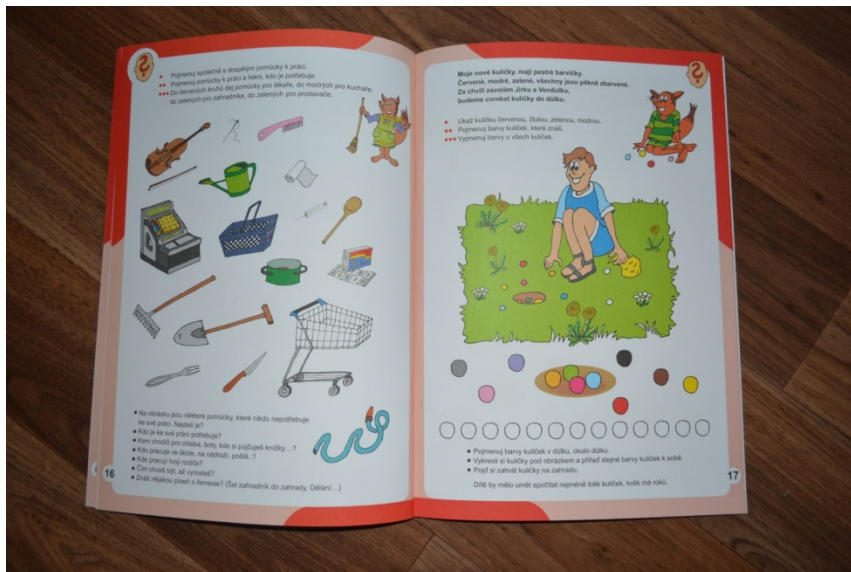 • Pojmenuj společně s dospělým pomůcky k práci.
•• Pojmenuj pomůcky k práci a řekni, kdo je potřebuje.
••• Do červených kruhů dej pomůcky pro lékaře, do modrých pro kuchaře,
do zelených pro zahradníka, do zelených pro prodavače.
• Na obrázku jsou některé pomůcky, které nikdo nepotřebuje
ke své práci. Najdeš je?
• Kdo je ke své práci potřebuje?
• Kam chodíš pro chleba, boty, kde si půjčuješ knížky…?
• Kdo pracuje ve škole, na nádraží, poště..?
• Kde pracují tvoji rodiče?
• Čím chceš být, až vyrosteš?
• Znáš nějakou píseň o řemesle? (Šel zahradník do zahrady, Dělání…)
16
Moje nové kuličky, mají pestré barvičky.
Červené, modré, zelené, všechny jsou pěkně zbarvené.
Za chvíli zavolám Jirku a Vendulku,
budeme cvrnkat kuličky do důlku.
• Ukaž kuličku červenou, žlutou, zelenou, modrou.
•• Pojmenuj barvy kuliček, které znáš.
••• Vyjmenuj barvy u všech kuliček.
• Pojmenuj barvy kuliček v důlku, okolo důlku.
• Vykresli si kuličky pod obrázkem a přiřaď stejné barvy kuliček k sobě.
• Pojď si zahrát kuličky na zahradu.
Dítě by mělo umět spočítat nejméně tolik kuliček, kolik má roků.
17